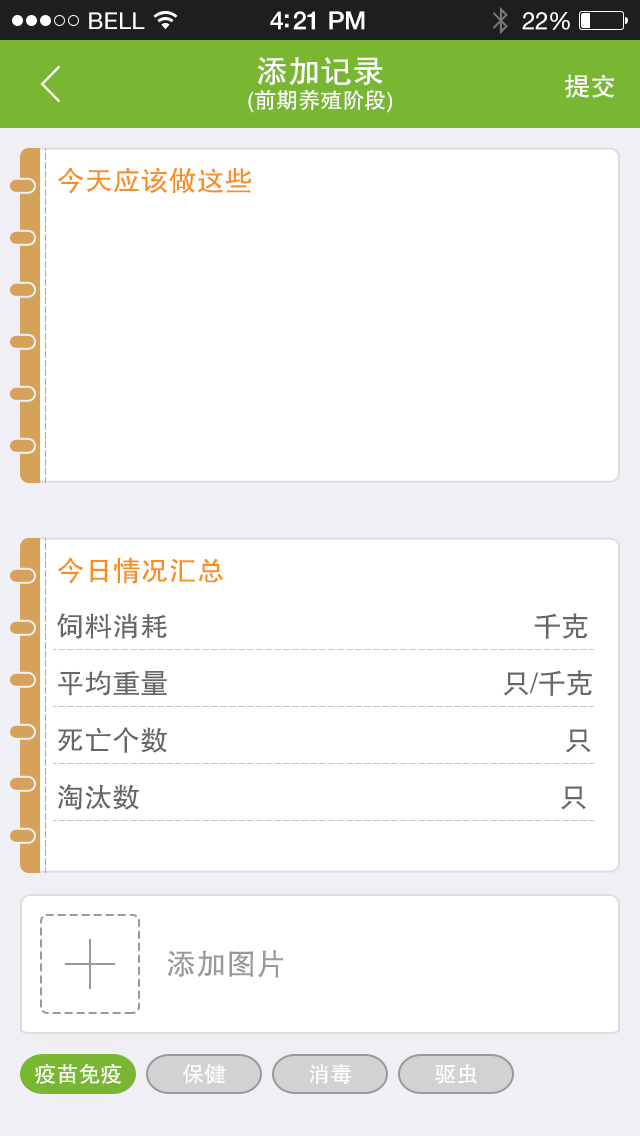 BELL 4:21 PM 22%
添加记录
(前期养殖阶段)
提交
今天应该做这些
今日情况汇总
饲料消耗 千克
平均重量 只/千克
死亡个数 只
淘汰数 只
添加图片
疫苗免疫 保健 消毒 驱虫